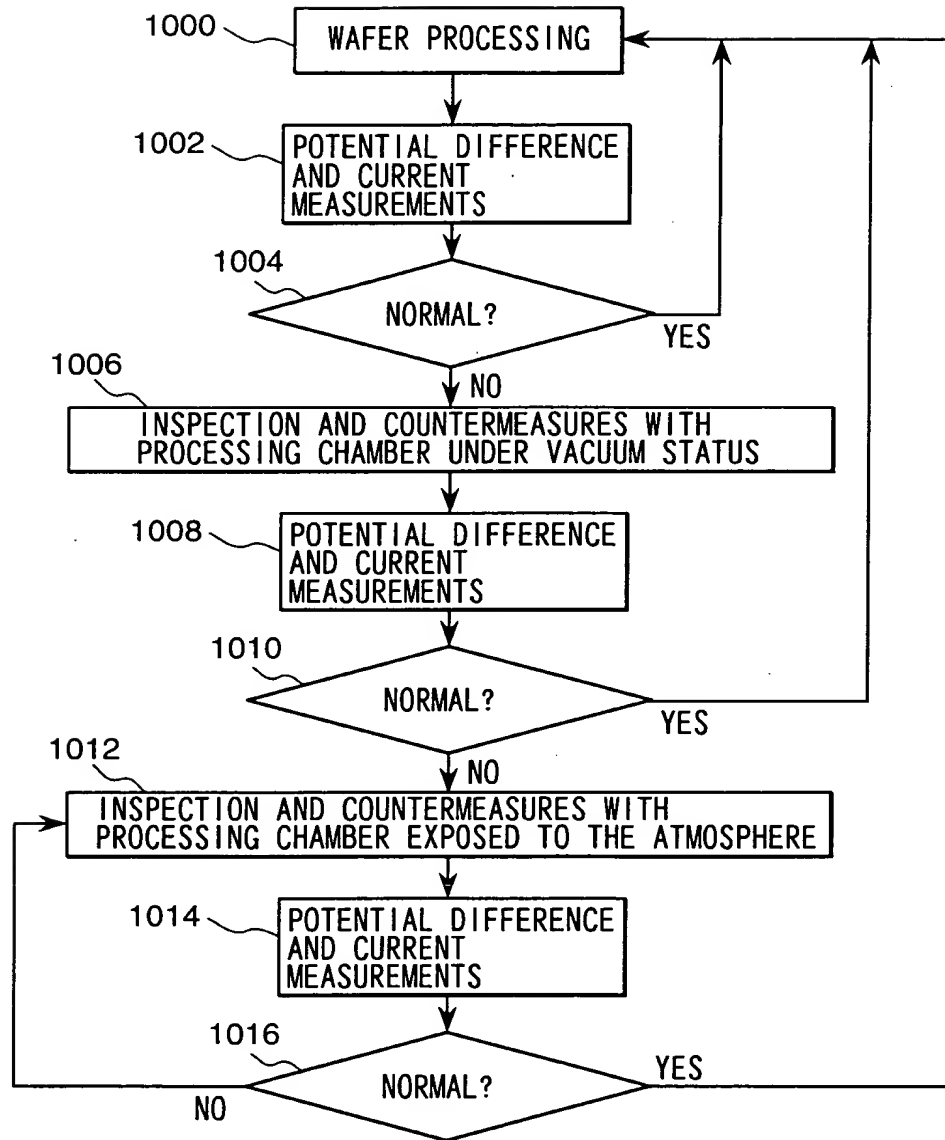 1000
WAFER PROCESSING
1002
POTENTIAL DIFFERENCE
AND CURRENT
MEASUREMENTS
1004
NORMAL?
YES
NO
1006
INSPECTION AND COUNTERMEASURES WITH
PROCESSING CHAMBER UNDER VACUUM STATUS
1008
POTENTIAL DIFFERENCE
AND CURRENT
MEASUREMENTS
1010
NORMAL?
YES
NO
1012
INSPECTION AND COUNTERMEASURES WITH
PROCESSING CHAMBER EXPOSED TO THE ATMOSPHERE
1014
POTENTIAL DIFFERENCE
AND CURRENT
MEASUREMENTS
1016
NORMAL?
YES
NO